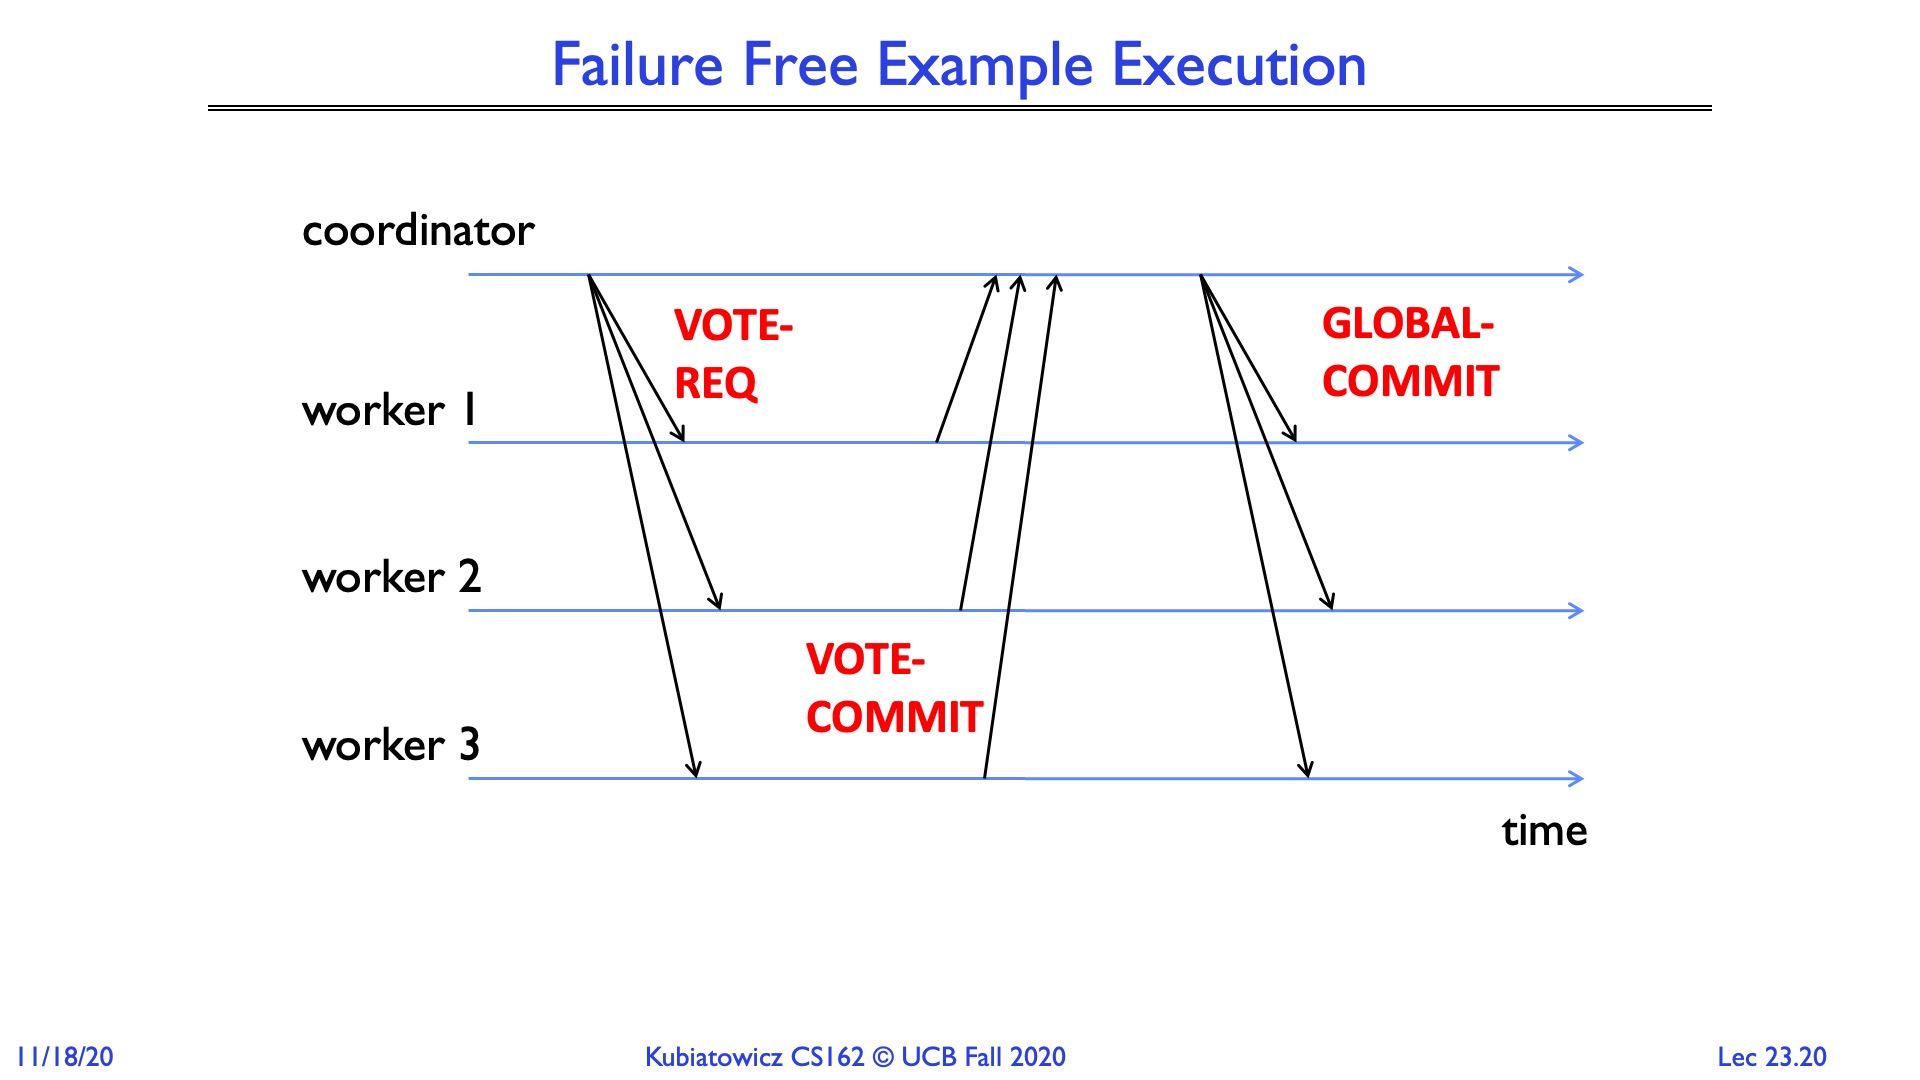 Failure Free Example Execution
coordinator
VOTE-
REQ
GLOBAL-
COMMIT
worker 1
worker 2
VOTE-
COMMIT
worker 3
time
11/18/20
Kubiatowicz CS162 © UCB Fall 2020
Lec 23.20